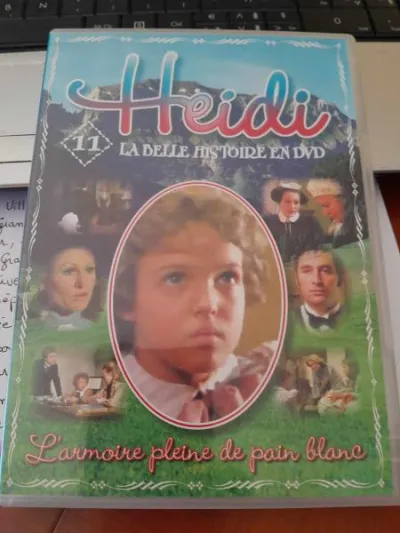 Heidi
11
LA BELLE HISTOIRE EN DVD
L'armoire pleine de pain blanc